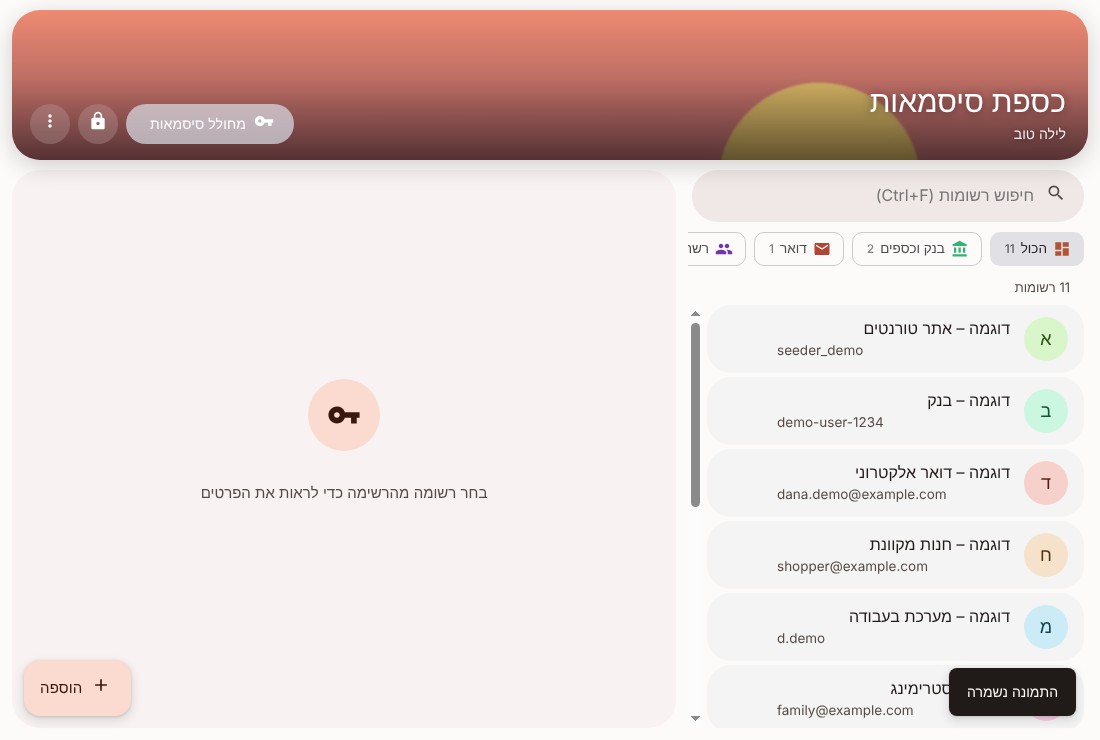 כספת סיסמאות
לילה טוב
מחולל סיסמאות
חיפוש רשומות (Ctrl+F)
הכול 11
בנק וכספים 2
דואר 1
11 רשומות
א
דוגמה – אתר טורנטים
seeder_demo
ב
דוגמה – בנק
demo-user-1234
ד
דוגמה – דואר אלקטרוני
dana.demo@example.com
ח
דוגמה – חנות מקוונת
shopper@example.com
מ
דוגמה – מערכת בעבודה
d.demo
סטרימינג
family@example.com
התמונה נשמרה
בחר רשומה מהרשימה כדי לראות את הפרטים
הוספה